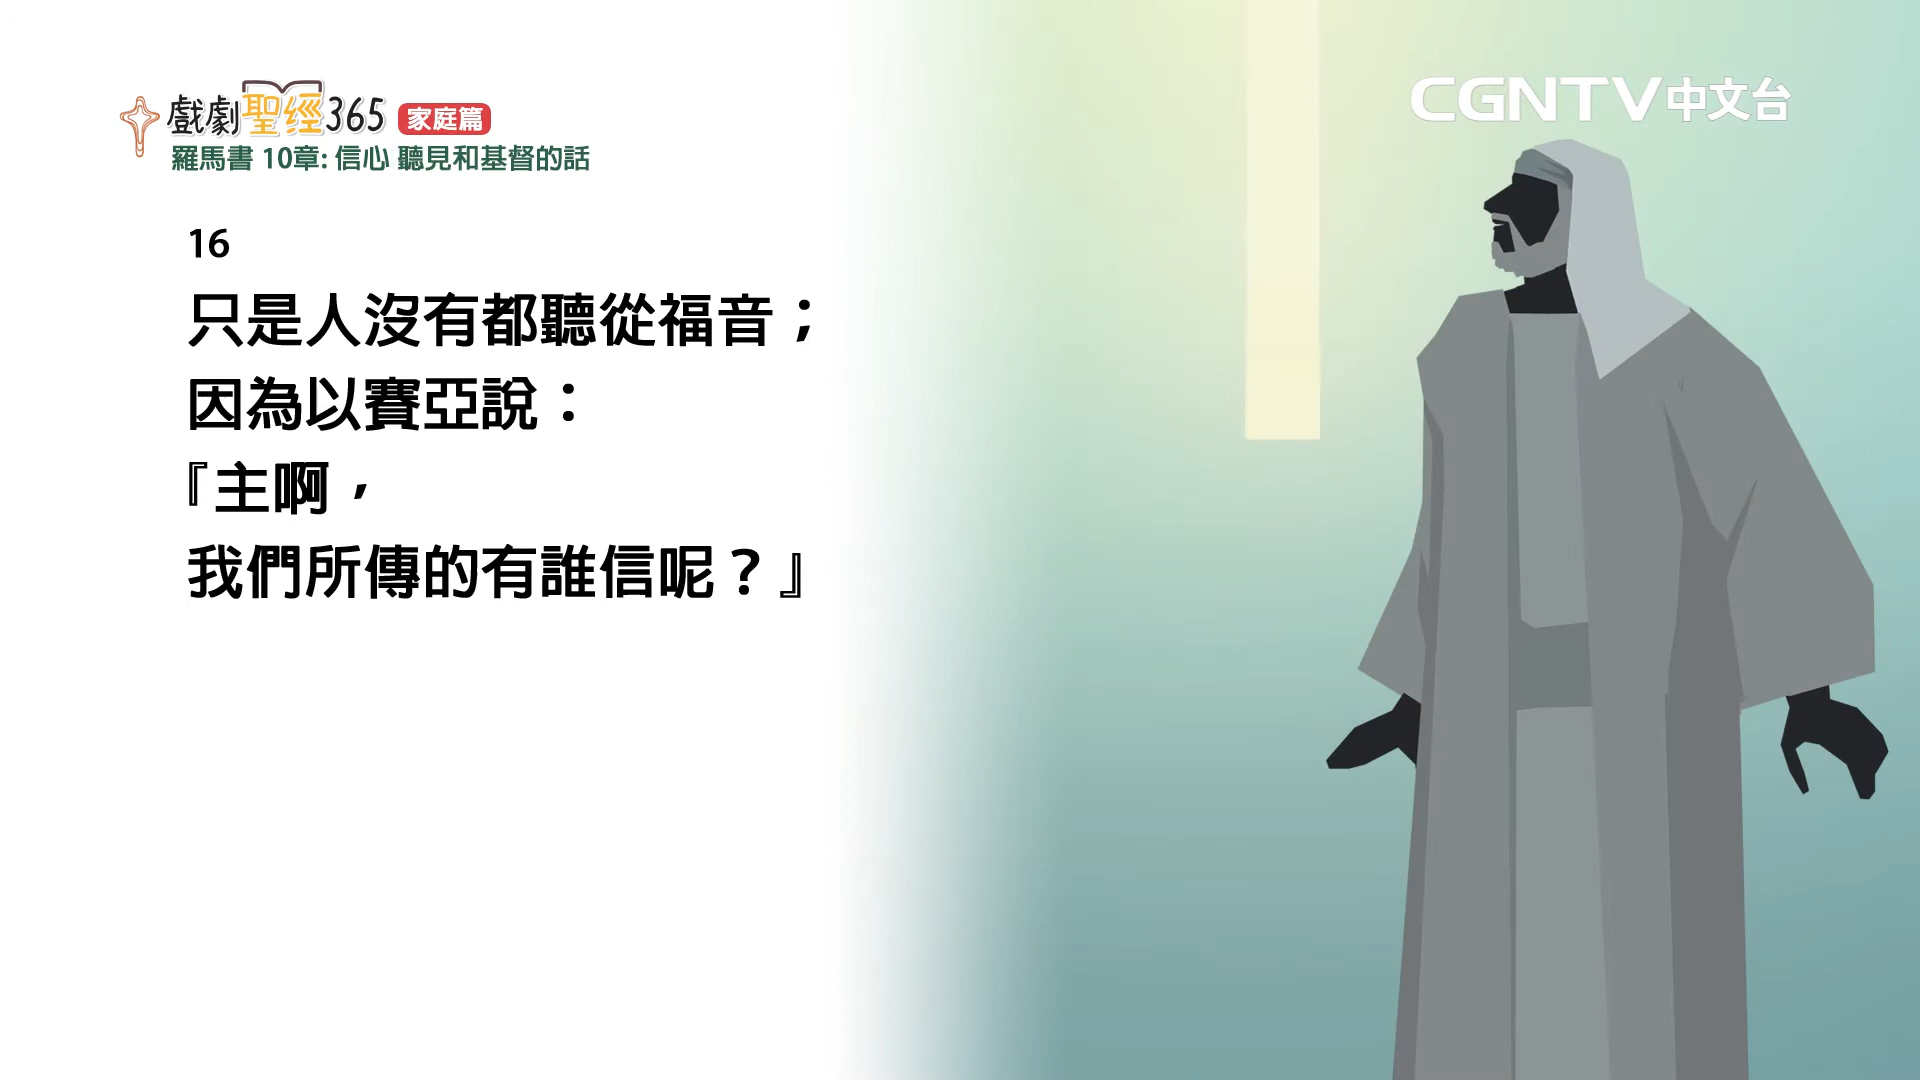 戲劇聖經365 家庭篇
CGNTV中文台
羅馬書 10章: 信心 聽見和基督的話
16
只是人沒有都聽從福音；
因為以賽亞說：
『主啊，
我們所傳的有誰信呢？』